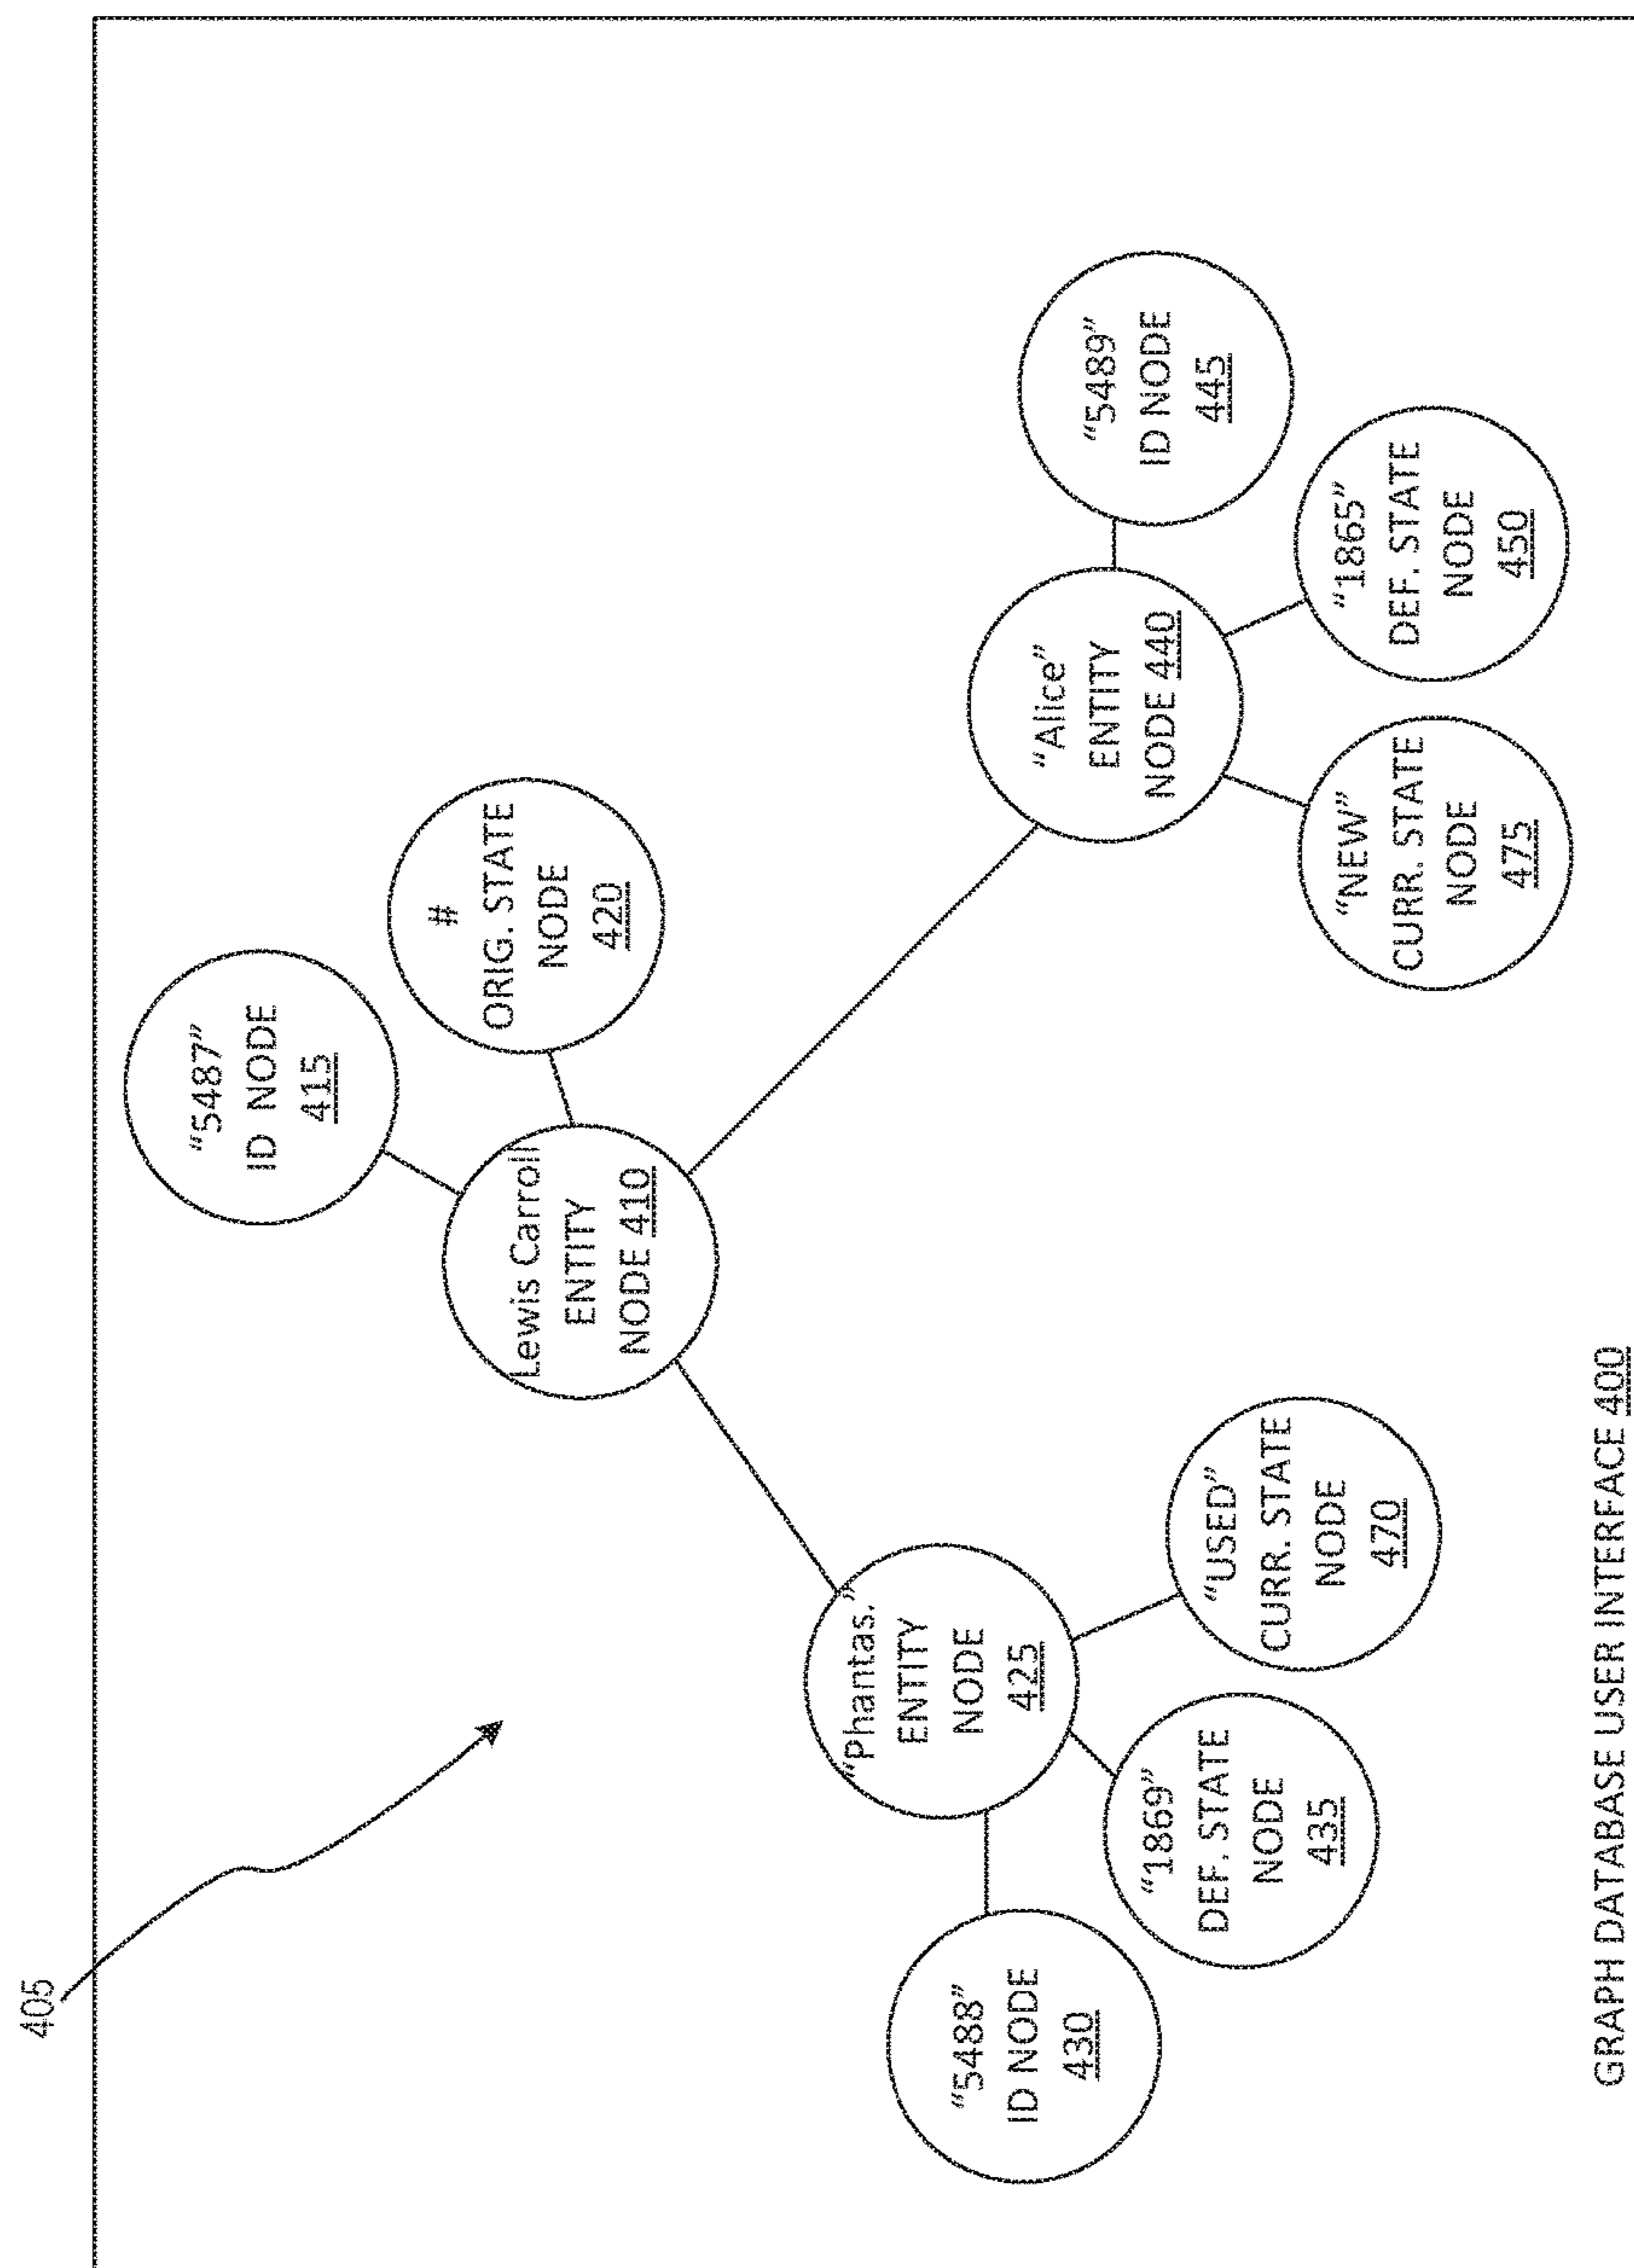 405
"5487"
ID NODE
415
#
ORIG. STATE
NODE
420
Lewis Carroll
ENTITY
NODE 410
"Phantas."
ENTITY
NODE
425
"5488"
ID NODE
430
"1869"
DEF. STATE
NODE
435
"USED"
CURR. STATE
NODE
470
"Alice"
ENTITY
NODE 440
"5489"
ID NODE
445
"1865"
DEF. STATE
NODE
450
"NEW"
CURR. STATE
NODE
475
GRAPH DATABASE USER INTERFACE 400